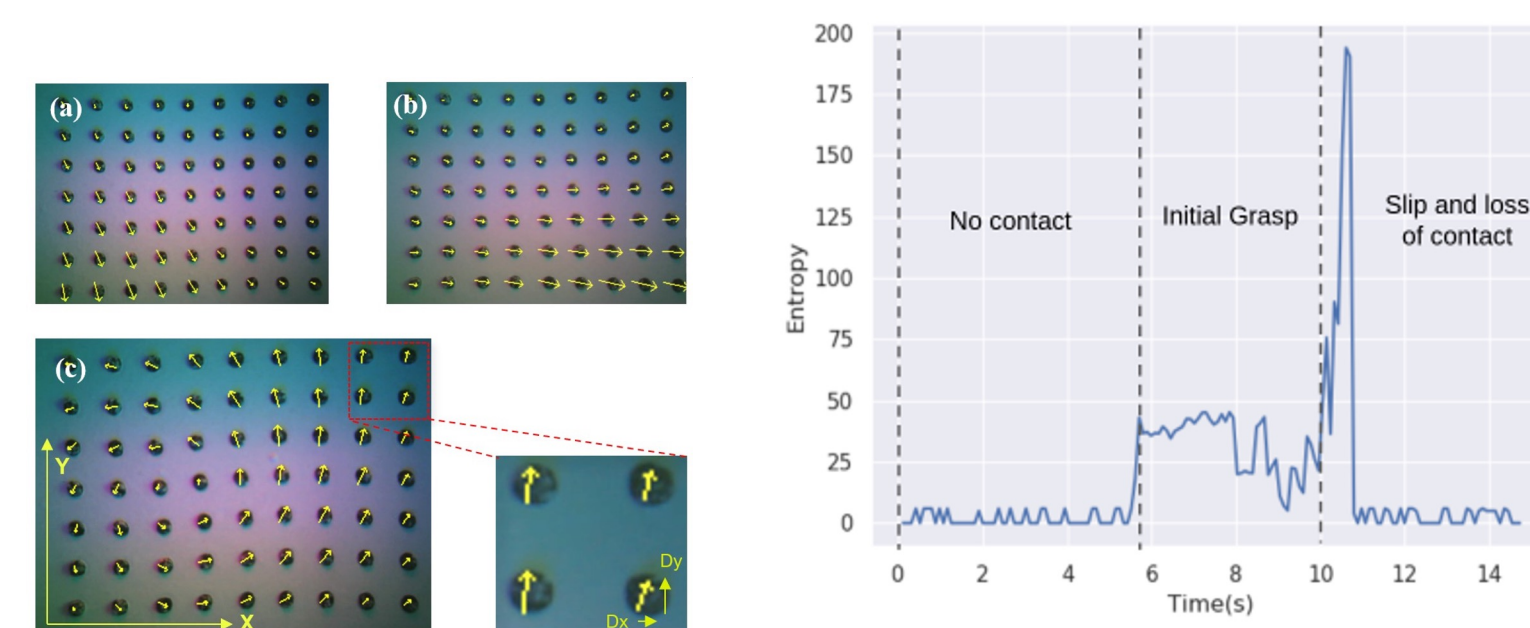 (a)
(b)
(c)
Y
X
Dy
Dx
200
175
150
125
100
75
50
25
0
Entropy
No contact
Initial Grasp
Slip and loss
of contact
0 2 4 6 8 10 12 14
Time(s)